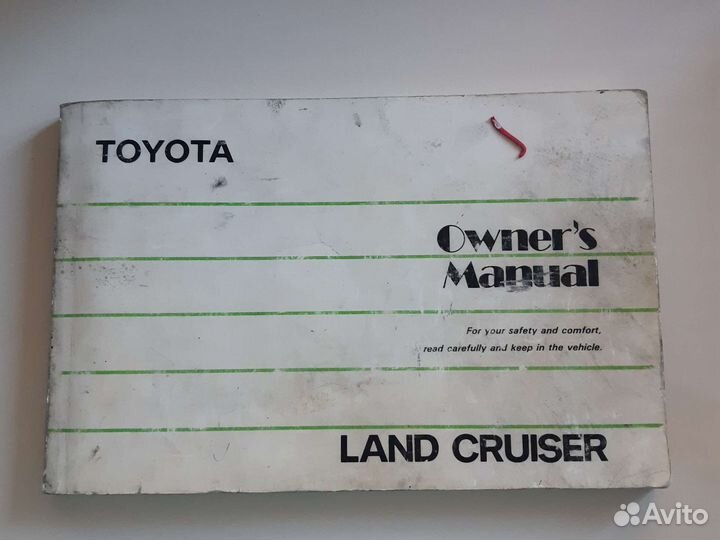 TOYOTA
Owner's
Manual
For your safety and comfort,
read carefully and keep in the vehicle.
LAND CRUISER
Avito